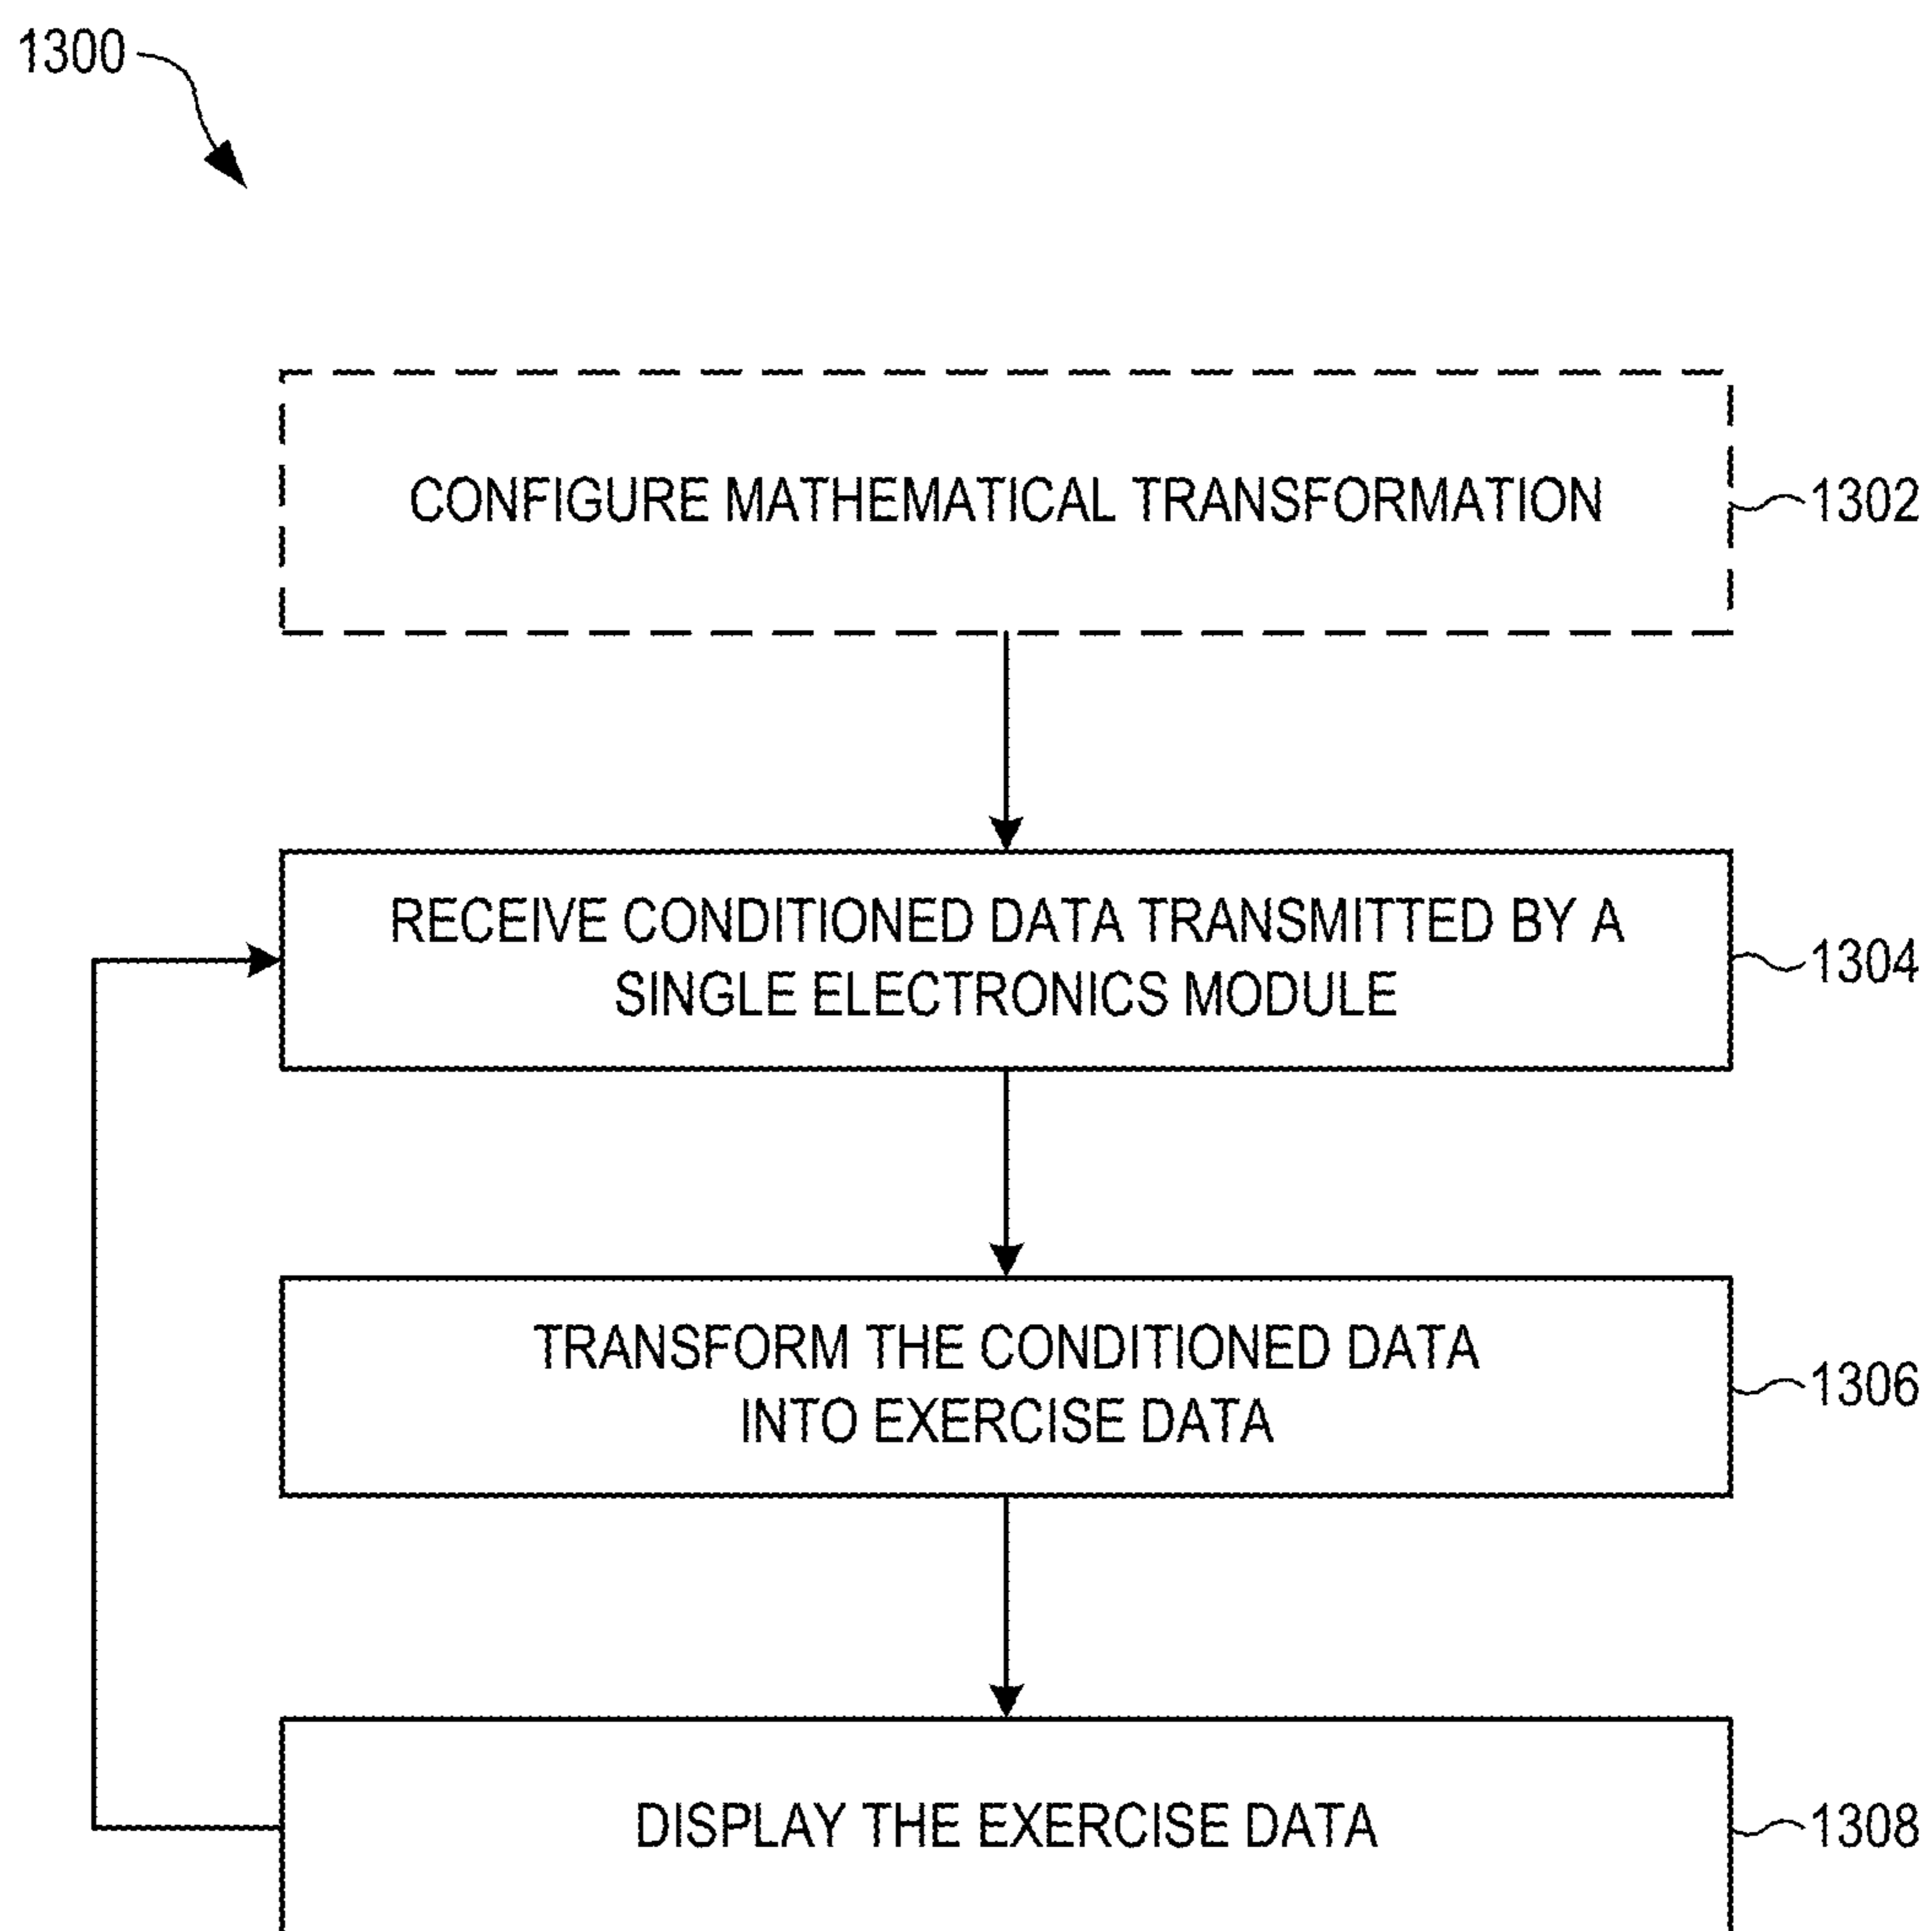 1300
CONFIGURE MATHEMATICAL TRANSFORMATION
1302
RECEIVE CONDITIONED DATA TRANSMITTED BY A
SINGLE ELECTRONICS MODULE
1304
TRANSFORM THE CONDITIONED DATA
INTO EXERCISE DATA
1306
DISPLAY THE EXERCISE DATA
1308